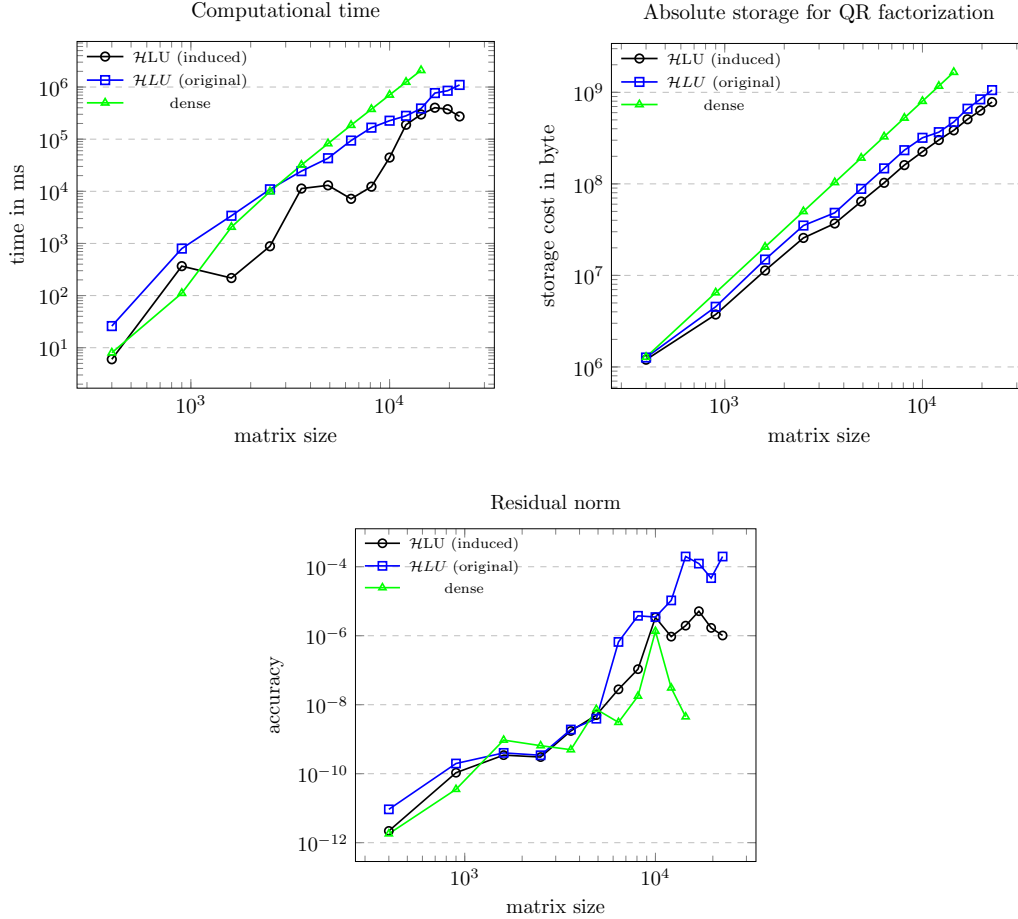 Computational time
ℋLU (induced)
ℋLU (original)
dense
10^6
10^5
10^4
10^3
10^2
10^1
time in ms
10^3
10^4
matrix size
Absolute storage for QR factorization
ℋLU (induced)
ℋLU (original)
dense
10^9
10^8
10^7
10^6
storage cost in byte
10^3
10^4
matrix size
Residual norm
ℋLU (induced)
ℋLU (original)
dense
10^−4
10^−6
10^−8
10^−10
10^−12
accuracy
10^3
10^4
matrix size